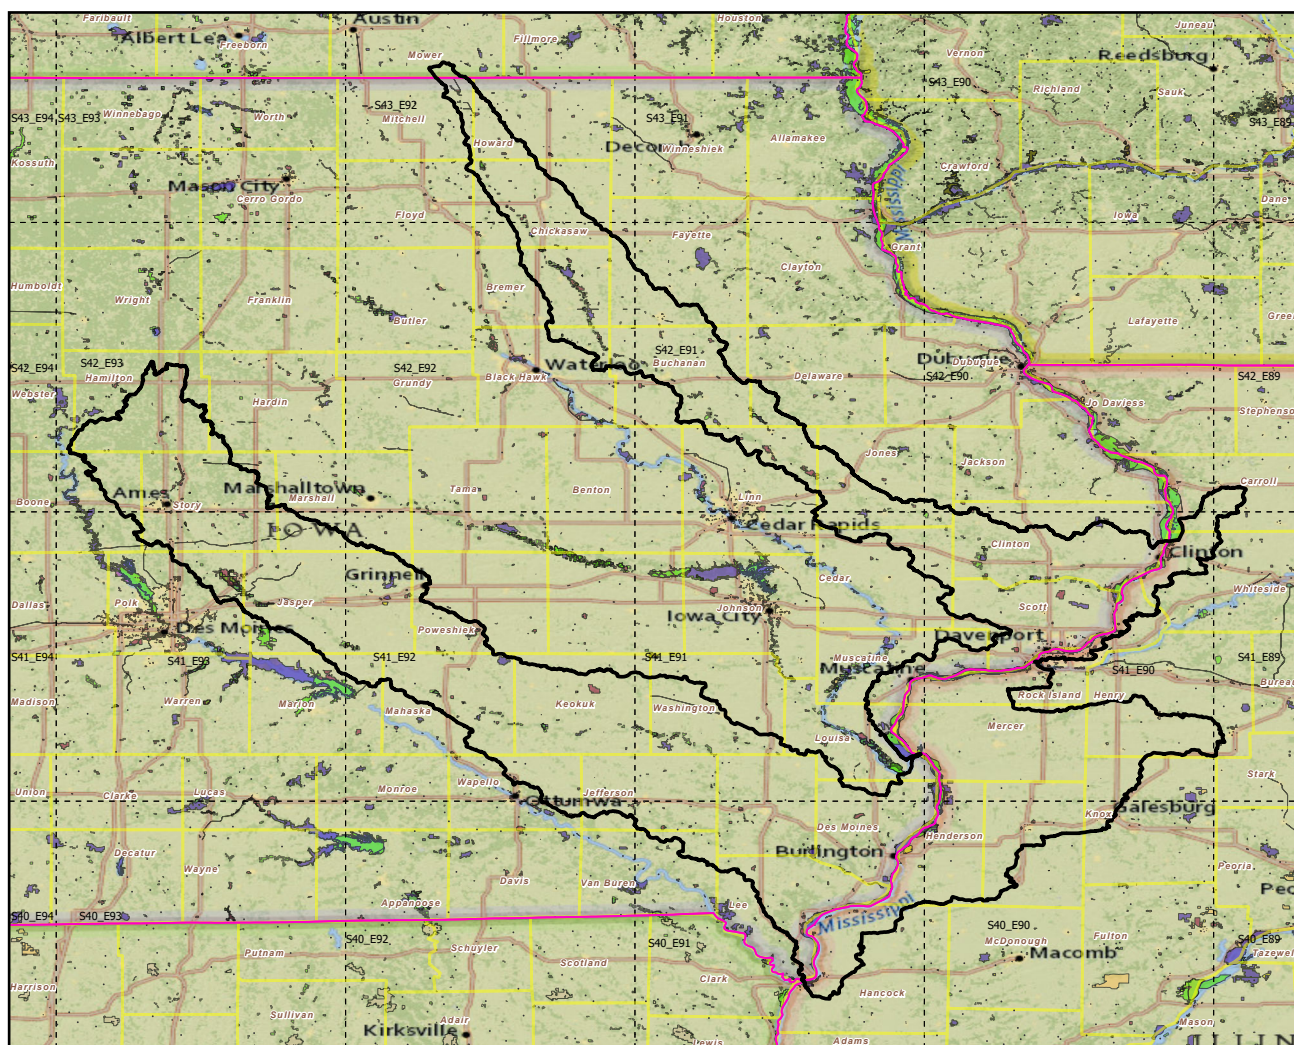 Faribault
Austin
Houston
Juneau
Albert Lea
Freeborn
Fillmore
Mower
Vernon
Reedsburg
Richland
Sauk
S43_E90
S43_E94
S43_E93
Winnebago
Worth
S43_E92
Mitchell
S43_E91
S43_E89
Howard
Decorah
Winneshiek
Allamakee
Kossuth
Crawford
Mason City
Cerro Gordo
Dane
Floyd
Iowa
Mississippi
Chickasaw
Fayette
Grant
Clayton
Humboldt
Wright
Franklin
Bremer
Butler
Lafayette
Green
S42_E94
S42_E93
Hamilton
S42_E92
Grundy
Black Hawk
Waterloo
S42_E91
Buchanan
Delaware
Dubuque
Dubuque
S42_E90
S42_E89
Webster
Hardin
Jo Daviess
Stephenson
Jones
Jackson
Carroll
Boone
Ames
Story
Marshalltown
Marshall
Tama
Benton
Linn
Cedar Rapids
IOWA
Clinton
Clinton
Grinnell
Cedar
Whiteside
Dallas
Polk
Jasper
Johnson
Iowa City
Scott
Des Moines
Poweshiek
Davenport
S41_E94
S41_E93
S41_E92
S41_E91
Muscatine
Muscatine
S41_E90
S41_E89
Bureau
Madison
Warren
Marion
Mahaska
Keokuk
Washington
Rock Island
Henry
Mercer
Louisa
Stark
Union
Clarke
Lucas
Monroe
Wapello
Jefferson
Ottumwa
Knox
Galesburg
Des Moines
Henderson
Burlington
Decatur
Wayne
Peoria
Davis
Van Buren
Appanoose
Lee
Peo
S40_E94
S40_E93
S40_E92
S40_E91
Mississippi
S40_E90
McDonough
Fulton
S40_E89
Tazewell
Macomb
Putnam
Schuyler
Scotland
Clark
Hancock
Harrison
Sullivan
Adair
Kirksville
Lewis
Adams
Mason
ILLIN